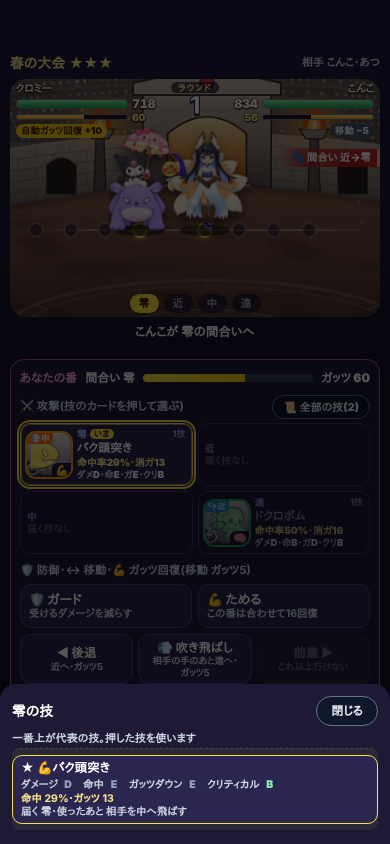 春の大会 ★★★ 相手 こんこ・あつ
クロミー ラウンド こんこ
718 1 834
60 56
自動ガッツ回復 +10 移動 −5
間合い 近→零
零 近 中 遠
こんこが 零の間合いへ
あなたの番 間合い 零 ガッツ 60
⚔️ 攻撃(技のカードを押して選ぶ) 📜 全部の技(2)
零 いま 1技
バク頭突き
命中率29%・消ガ13
ダメD・命E・ガE・クリB
近
届く技なし
中
届く技なし
遠 1技
ドクロボム
命中率50%・消ガ16
ダメD・命B・ガD・クリB
🛡️ 防御・↔ 移動・💪 ガッツ回復(移動 ガッツ5)
🛡️ ガード
受けるダメージを減らす
💪 ためる
この番は合わせて16回復
◀ 後退
近へ・ガッツ5
💨 吹き飛ばし
相手の手のあと遠へ・
ガッツ5
前進 ▶
これ以上行けない
零の技 閉じる
一番上が代表の技。押した技を使います
★ 💪バク頭突き
ダメージ D 命中 E ガッツダウン E クリティカル B
命中 29%・ガッツ 13
届く 零・使ったあと 相手を中へ飛ばす